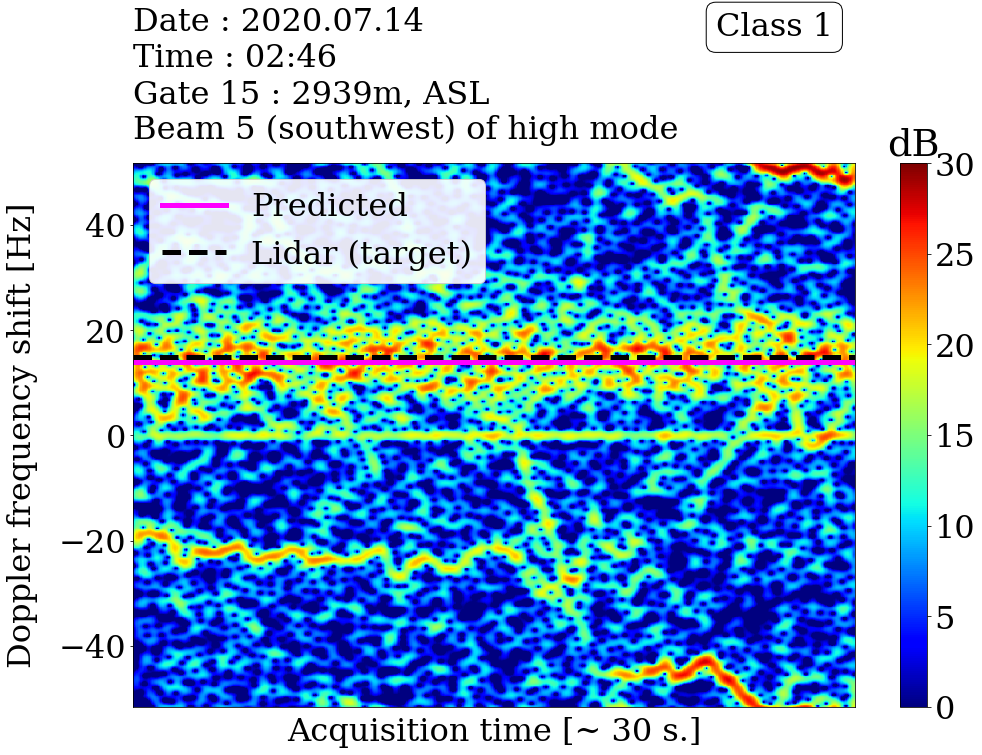 Date : 2020.07.14
Time : 02:46
Gate 15 : 2939m, ASL
Beam 5 (southwest) of high mode
Class 1
dB
Predicted
Lidar (target)
Doppler frequency shift [Hz]
40
20
0
−20
−40
30
25
20
15
10
5
0
Acquisition time [~ 30 s.]